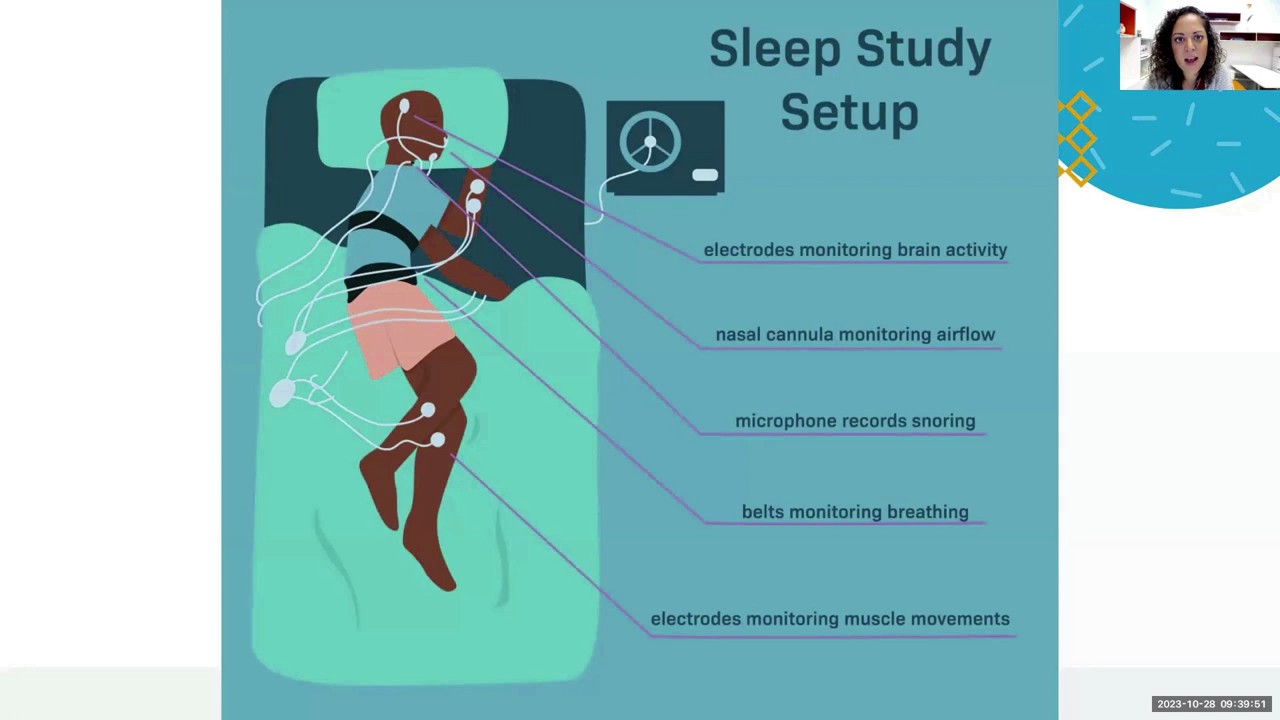 Sleep Study
Setup
electrodes monitoring brain activity
nasal cannula monitoring airflow
microphone records snoring
belts monitoring breathing
electrodes monitoring muscle movements
2023-10-28 09:39:51